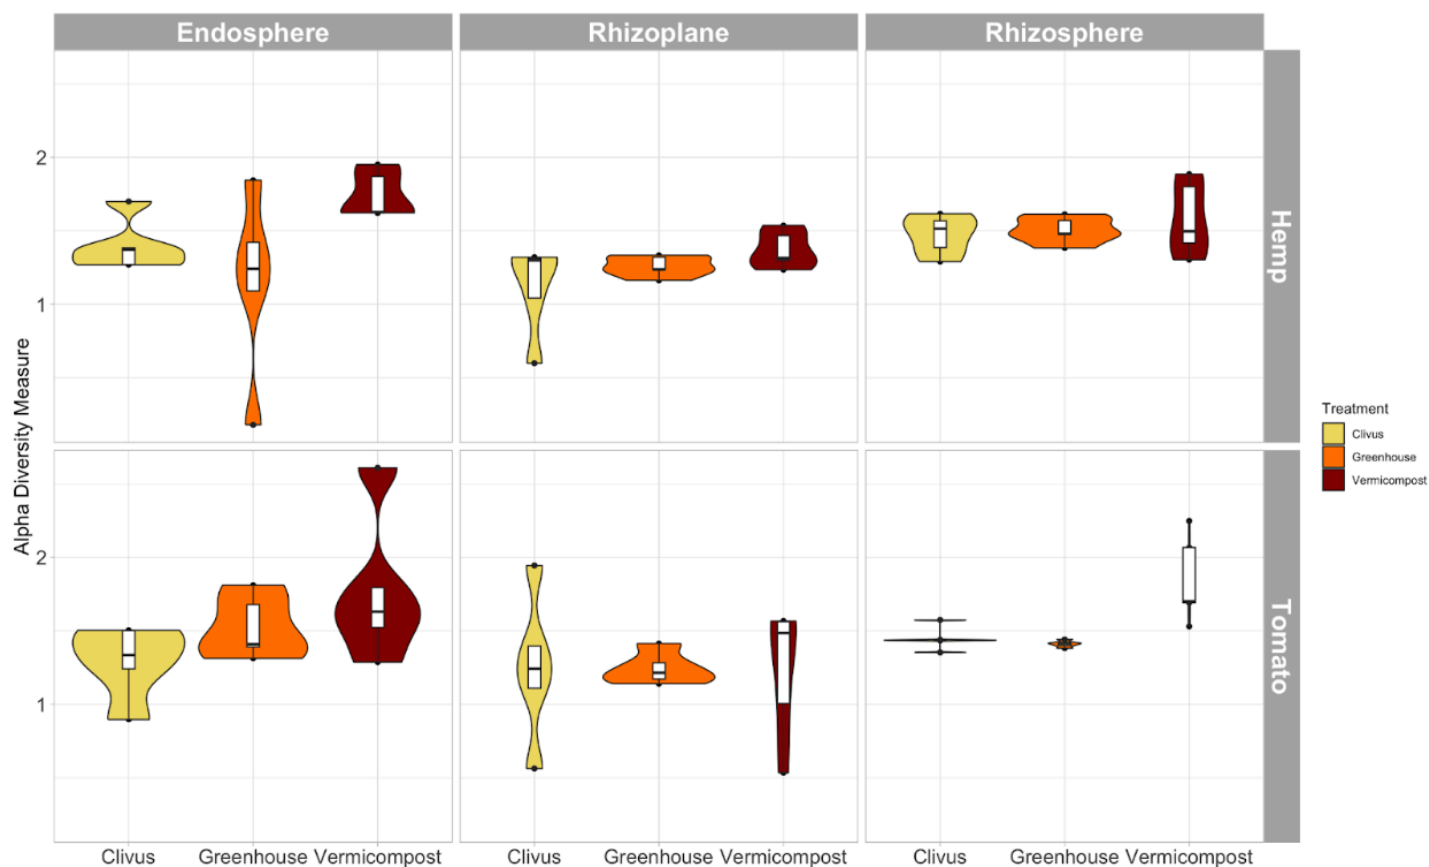 Endosphere Rhizoplane Rhizosphere
2
1
Hemp
Alpha Diversity Measure
2
1
Tomato
Treatment
Clivus
Greenhouse
Vermicompost
Clivus Greenhouse Vermicompost Clivus Greenhouse Vermicompost Clivus Greenhouse Vermicompost